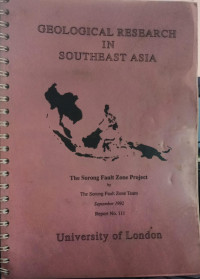 GEOLOGICAL RESEARCH
IN
SOUTHEAST ASIA
The Sorong Fault Zone Project
by
The Sorong Fault Zone Team
September 1992
Report No. 111
University of London